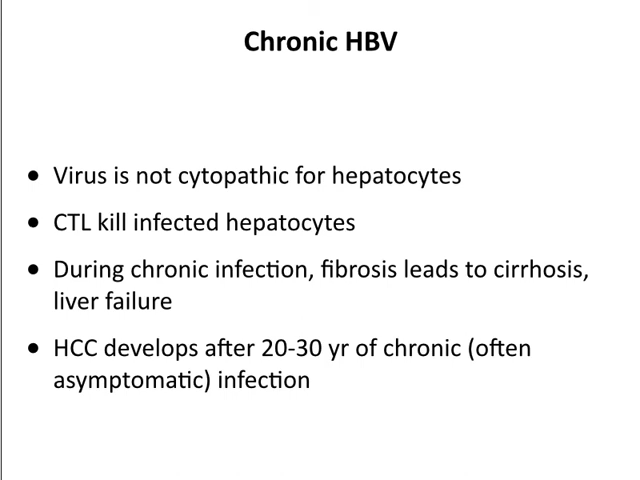 Chronic HBV
● Virus is not cytopathic for hepatocytes
● CTL kill infected hepatocytes
● During chronic infection, fibrosis leads to cirrhosis,
liver failure
● HCC develops after 20-30 yr of chronic (often
asymptomatic) infection